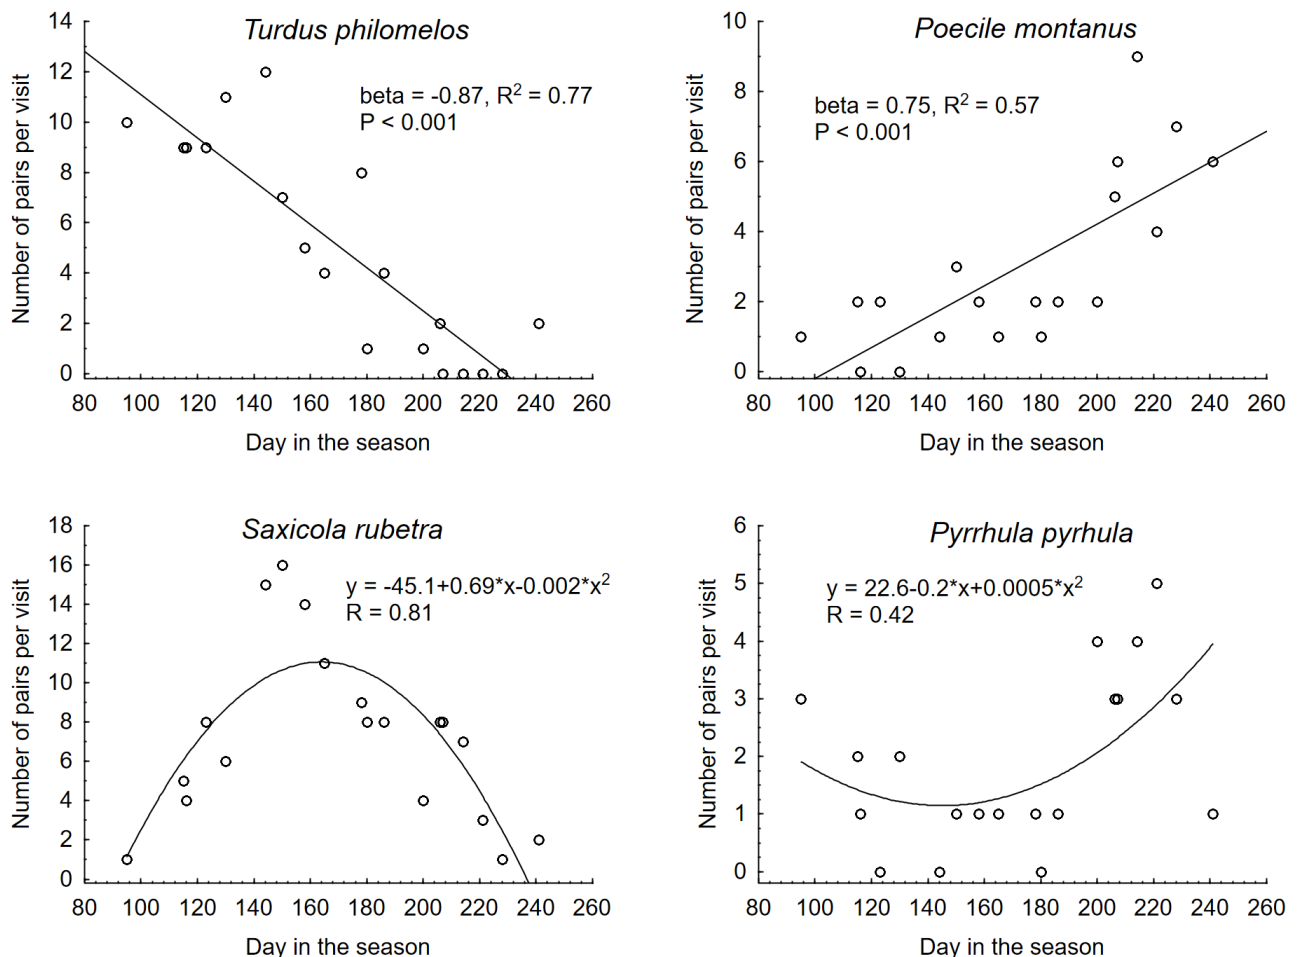 Turdus philomelos
beta = -0.87, R² = 0.77
P < 0.001
Number of pairs per visit
14
12
10
8
6
4
2
0
80 100 120 140 160 180 200 220 240 260
Day in the season
Poecile montanus
beta = 0.75, R² = 0.57
P < 0.001
Number of pairs per visit
10
8
6
4
2
0
80 100 120 140 160 180 200 220 240 260
Day in the season
Saxicola rubetra
y = -45.1+0.69*x-0.002*x²
R = 0.81
Number of pairs per visit
18
16
14
12
10
8
6
4
2
0
80 100 120 140 160 180 200 220 240 260
Day in the season
Pyrrhula pyrhula
y = 22.6-0.2*x+0.0005*x²
R = 0.42
Number of pairs per visit
6
5
4
3
2
1
0
80 100 120 140 160 180 200 220 240 260
Day in the season